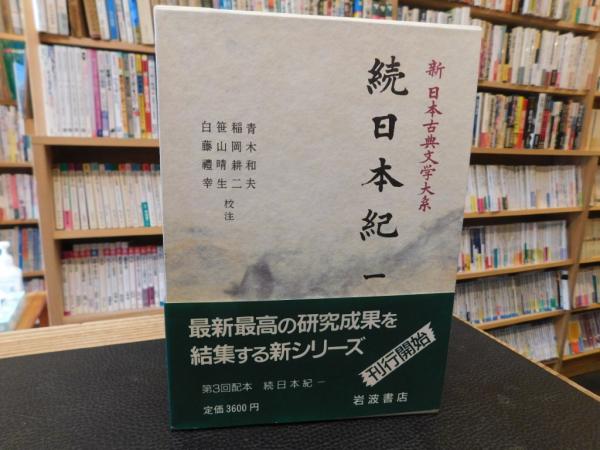 新 日本古典文学大系
続日本紀 一
青木和夫
稲岡耕二
笹山晴生
白藤禮幸
校注
最新最高の研究成果を
結集する新シリーズ
刊行開始
第3回配本 続日本紀 一
定価3600円
岩波書店